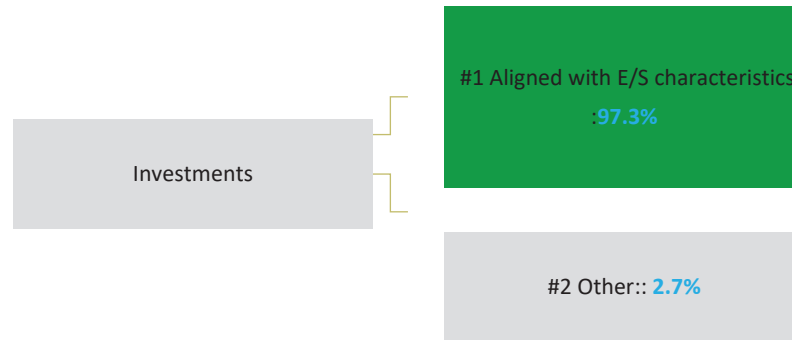 #1 Aligned with E/S characteristics
:97.3%
Investments
#2 Other:: 2.7%